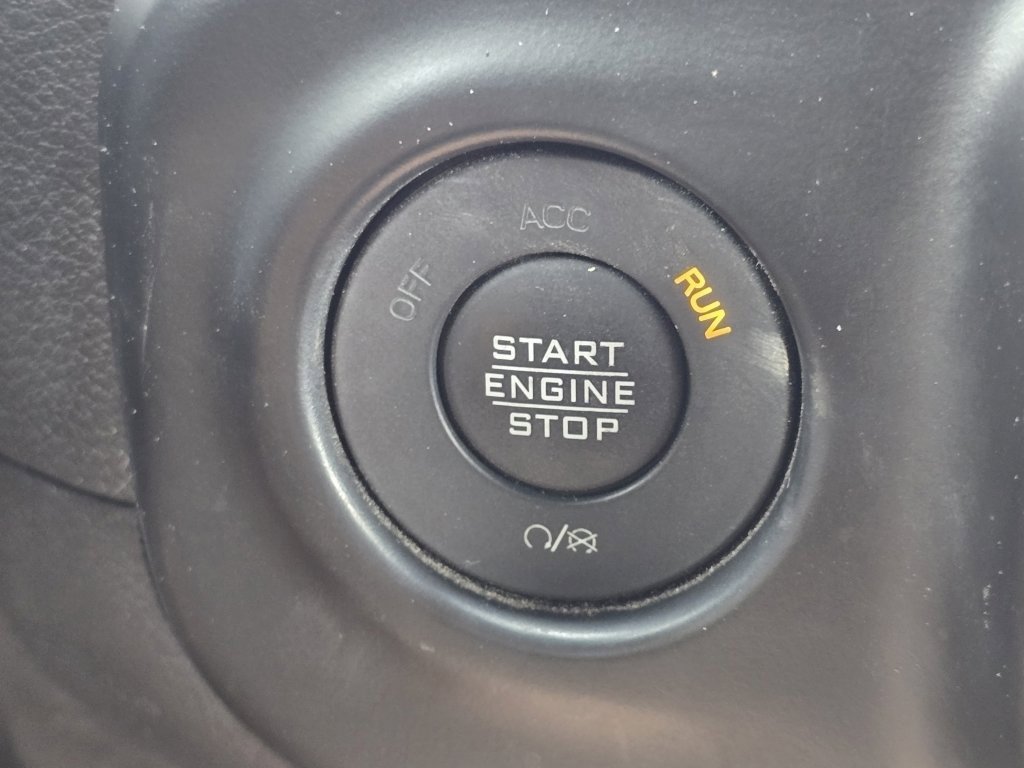 ACC
OFF
RUN
START
ENGINE
STOP